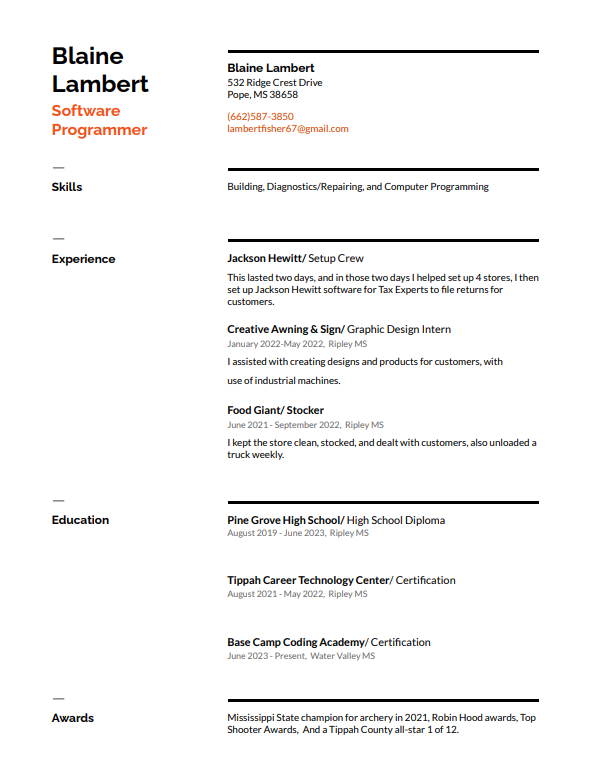 Blaine
Lambert
Software
Programmer
Blaine Lambert
532 Ridge Crest Drive
Pope, MS 38658
(662)587-3850
lambertfisher67@gmail.com
Skills
Building, Diagnostics/Repairing, and Computer Programming
Experience
Jackson Hewitt/ Setup Crew
This lasted two days, and in those two days I helped set up 4 stores, I then
set up Jackson Hewitt software for Tax Experts to file returns for
customers.
Creative Awning & Sign/ Graphic Design Intern
January 2022-May 2022, Ripley MS
I assisted with creating designs and products for customers, with
use of industrial machines.
Food Giant/ Stocker
June 2021 - September 2022, Ripley MS
I kept the store clean, stocked, and dealt with customers, also unloaded a
truck weekly.
Education
Pine Grove High School/ High School Diploma
August 2019 - June 2023, Ripley MS
Tippah Career Technology Center/ Certification
August 2021 - May 2022, Ripley MS
Base Camp Coding Academy/ Certification
June 2023 - Present, Water Valley MS
Awards
Mississippi State champion for archery in 2021, Robin Hood awards, Top
Shooter Awards, And a Tippah County all-star 1 of 12.